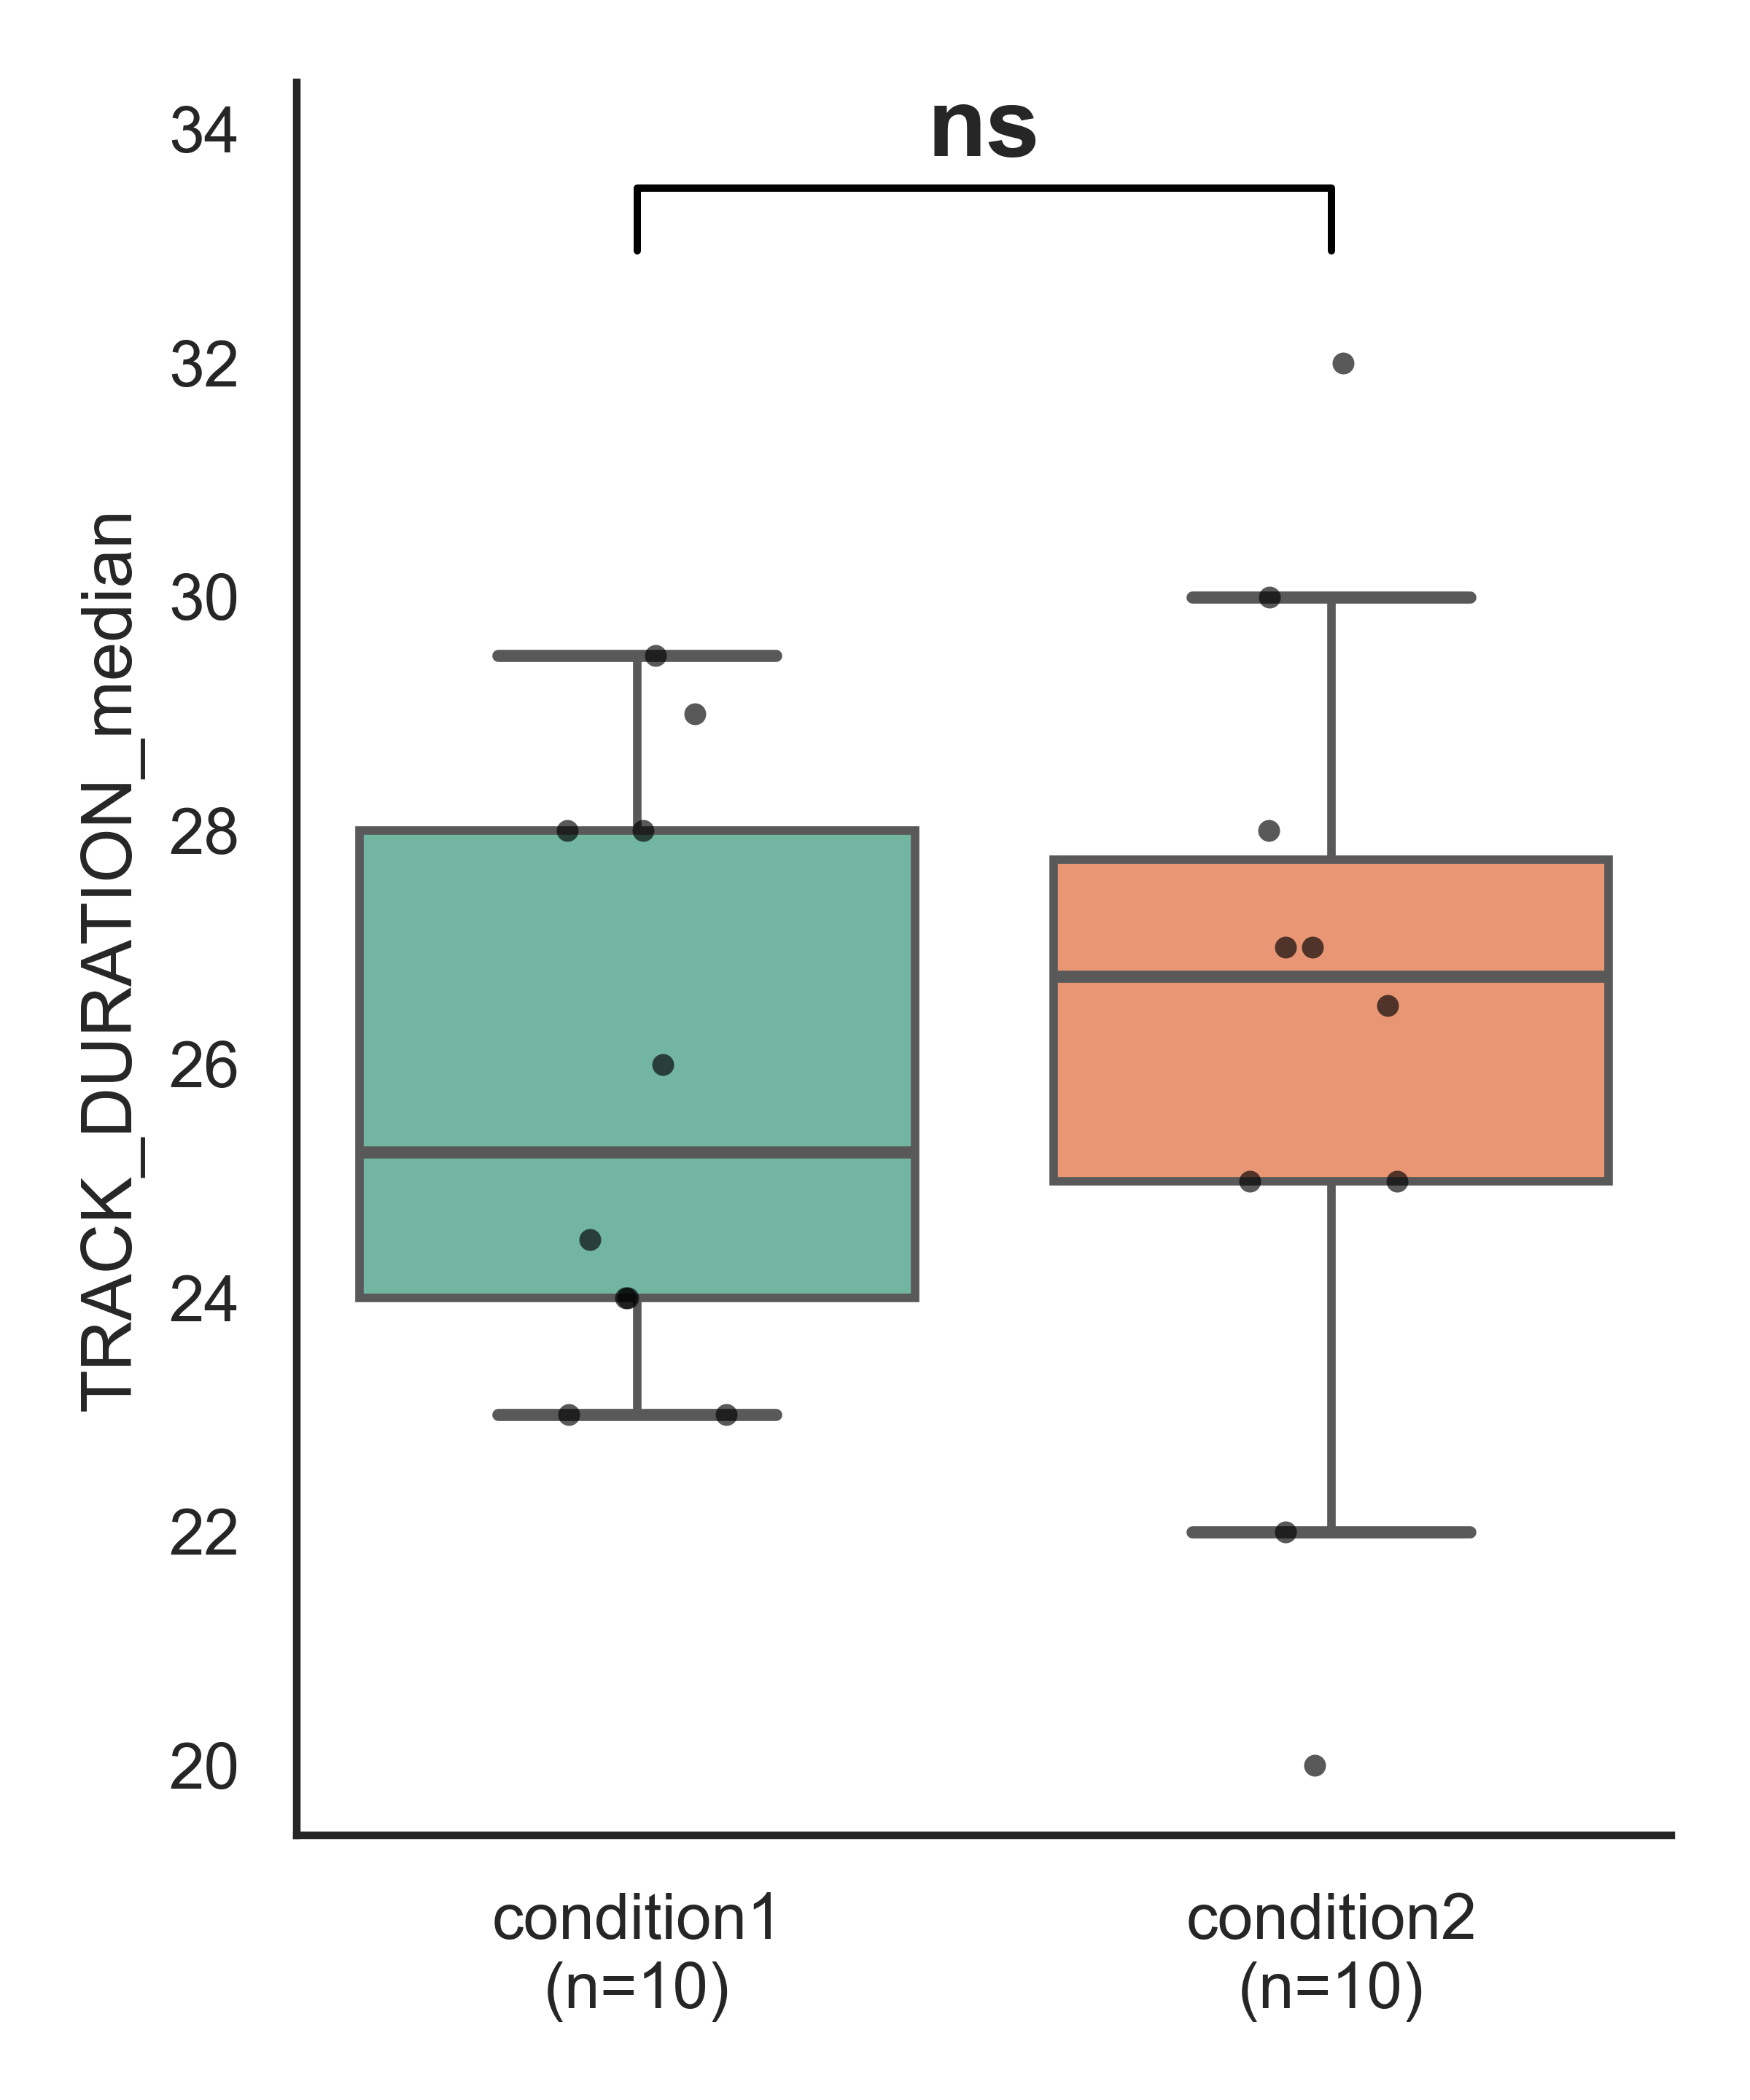 ns
TRACK_DURATION_median
34
32
30
28
26
24
22
20
condition1
(n=10)
condition2
(n=10)